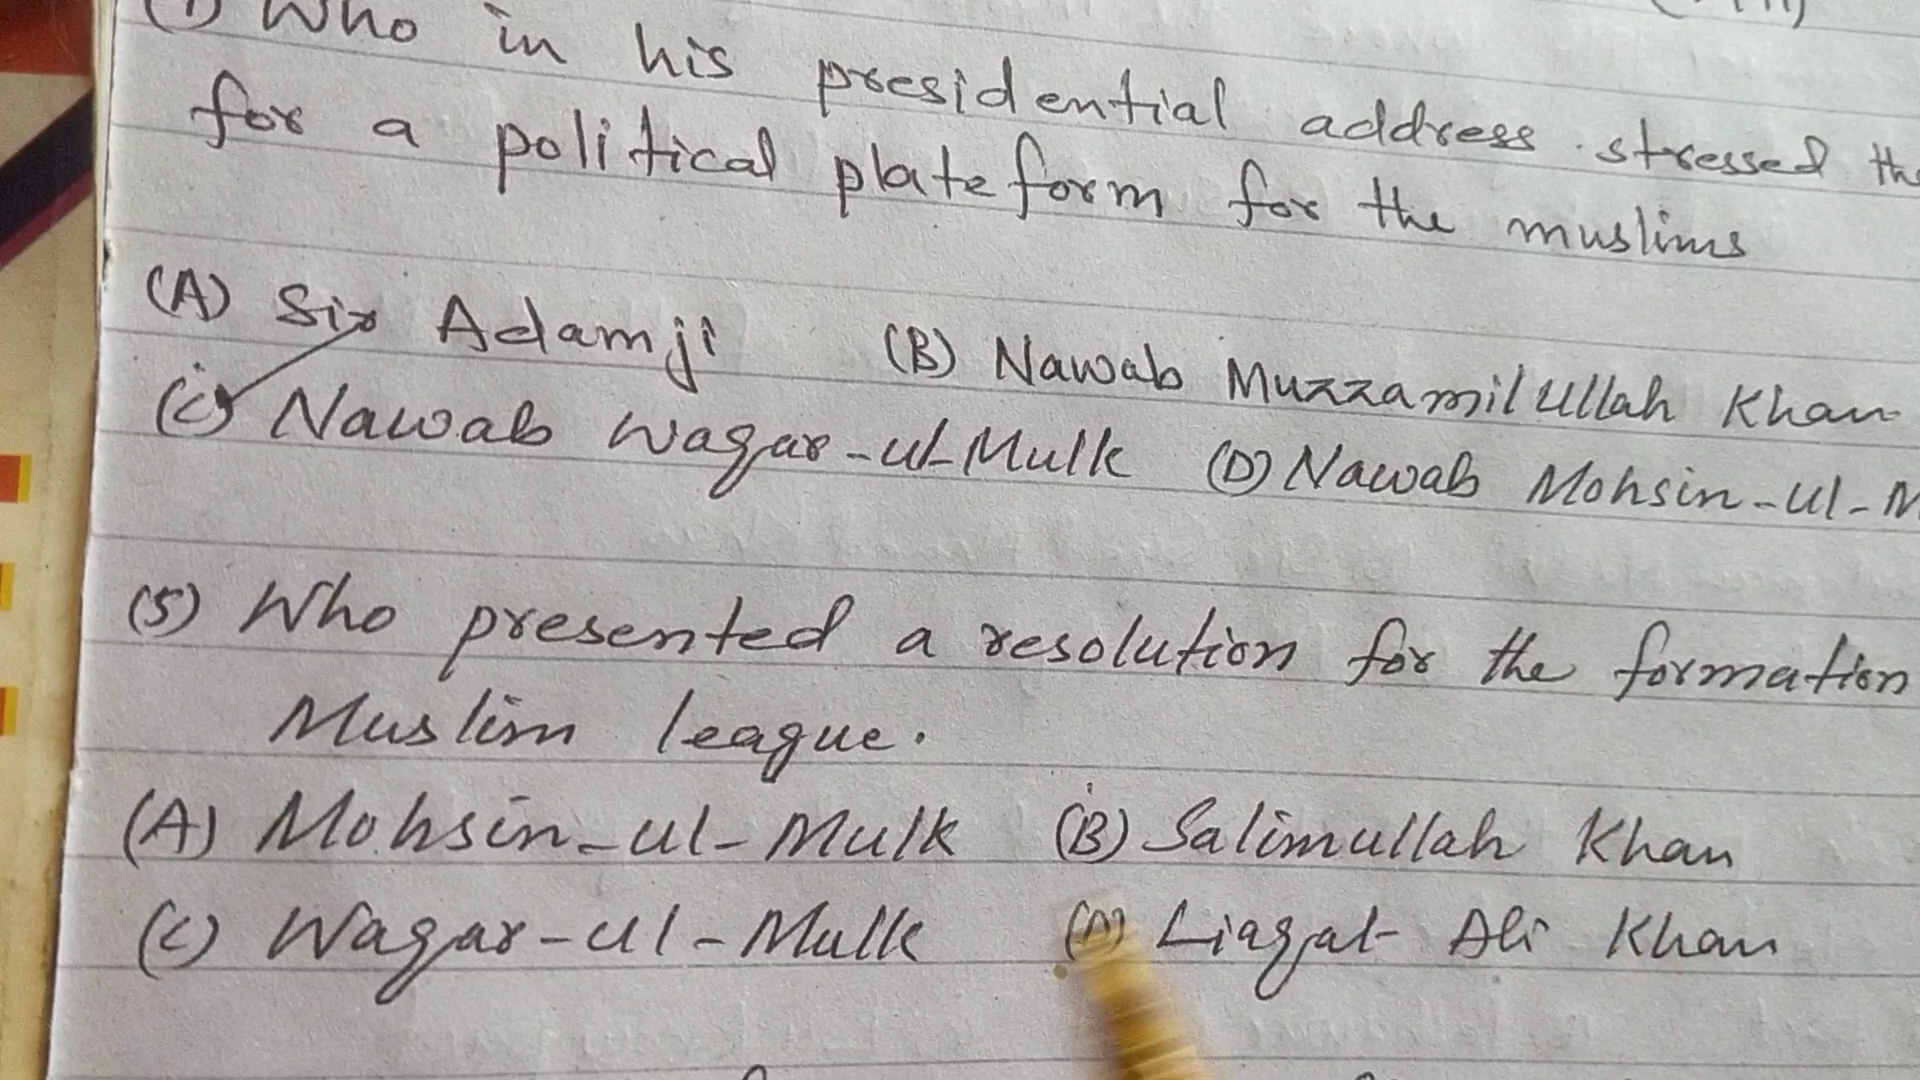 Who in his presidential address stressed the
for a political plateform for the muslims
(A) Sir Adamji (B) Nawab Muzzamilullah Khan
(C) Nawab Waqar-ul-Mulk (D) Nawab Mohsin-ul-M
(5) Who presented a resolution for the formation
Muslim league.
(A) Mohsin-ul-Mulk (B) Salimullah Khan
(C) Waqar-ul-Mulk (D) Liaqat Ali Khan